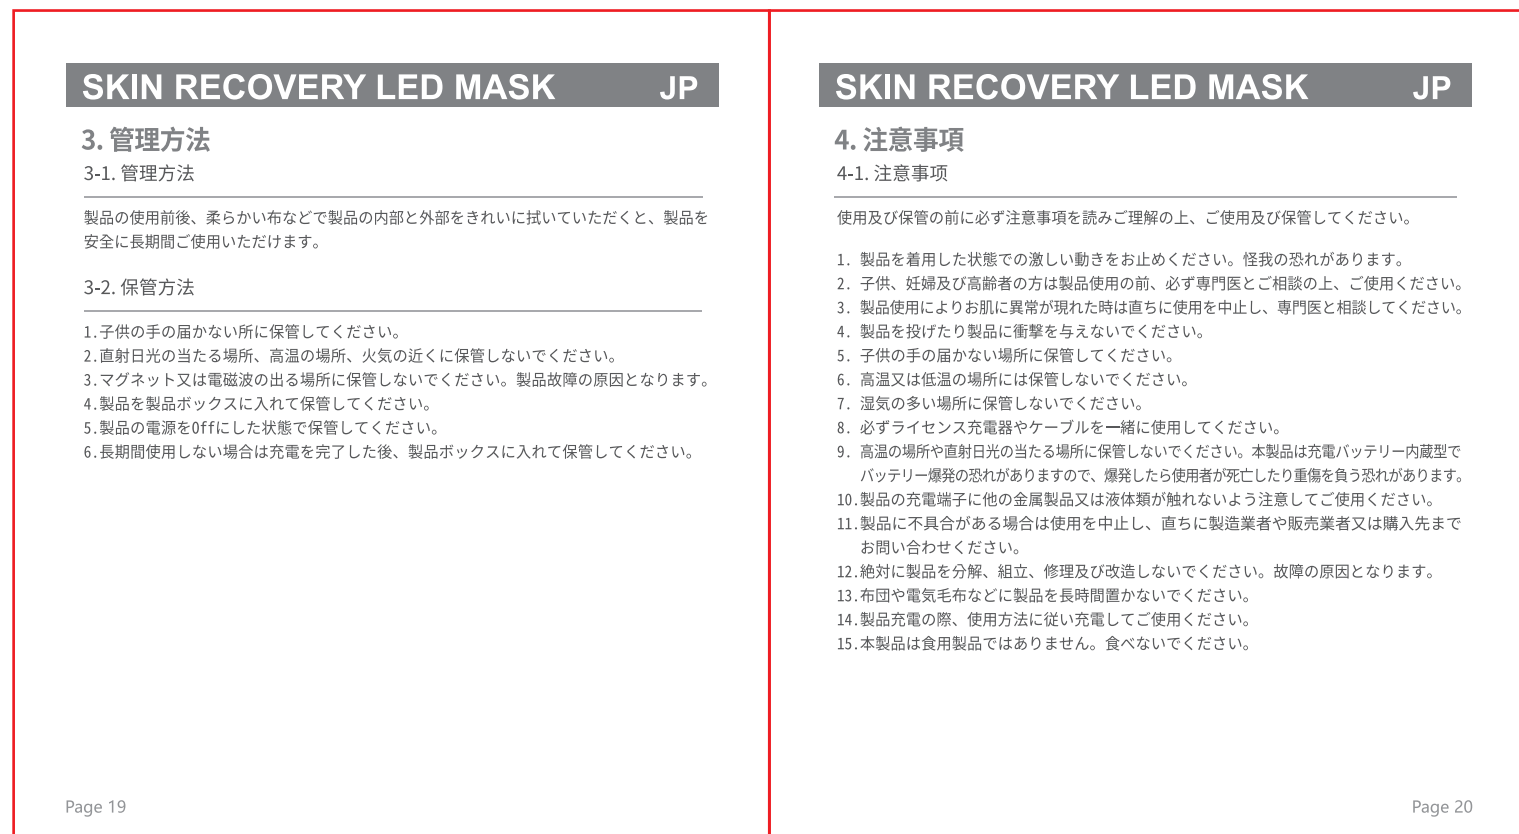 SKIN RECOVERY LED MASK JP
3. 管理方法
3-1. 管理方法
製品の使用前後、柔らかい布などで製品の内部と外部をきれいに拭いていただくと、製品を
安全に長期間ご使用いただけます。
3-2. 保管方法
1.子供の手の届かない所に保管してください。
2.直射日光の当たる場所、高温の場所、火気の近くに保管しないでください。
3.マグネット又は電磁波の出る場所に保管しないでください。製品故障の原因となります。
4.製品を製品ボックスに入れて保管してください。
5.製品の電源をOffにした状態で保管してください。
6.長期間使用しない場合は充電を完了した後、製品ボックスに入れて保管してください。
Page 19
SKIN RECOVERY LED MASK JP
4. 注意事項
4-1. 注意事项
使用及び保管の前に必ず注意事項を読みご理解の上、ご使用及び保管してください。
1. 製品を着用した状態での激しい動きをお止めください。怪我の恐れがあります。
2. 子供、妊婦及び高齢者の方は製品使用の前、必ず専門医とご相談の上、ご使用ください。
3. 製品使用によりお肌に異常が現れた時は直ちに使用を中止し、専門医と相談してください。
4. 製品を投げたり製品に衝撃を与えないでください。
5. 子供の手の届かない場所に保管してください。
6. 高温又は低温の場所には保管しないでください。
7. 湿気の多い場所に保管しないでください。
8. 必ずライセンス充電器やケーブルを一緒に使用してください。
9. 高温の場所や直射日光の当たる場所に保管しないでください。本製品は充電バッテリー内蔵型で
バッテリー爆発の恐れがありますので、爆発したら使用者が死亡したり重傷を負う恐れがあります。
10.製品の充電端子に他の金属製品又は液体類が触れないよう注意してご使用ください。
11.製品に不具合がある場合は使用を中止し、直ちに製造業者や販売業者又は購入先まで
お問い合わせください。
12.絶対に製品を分解、組立、修理及び改造しないでください。故障の原因となります。
13.布団や電気毛布などに製品を長時間置かないでください。
14.製品充電の際、使用方法に従い充電してご使用ください。
15.本製品は食用製品ではありません。食べないでください。
Page 20